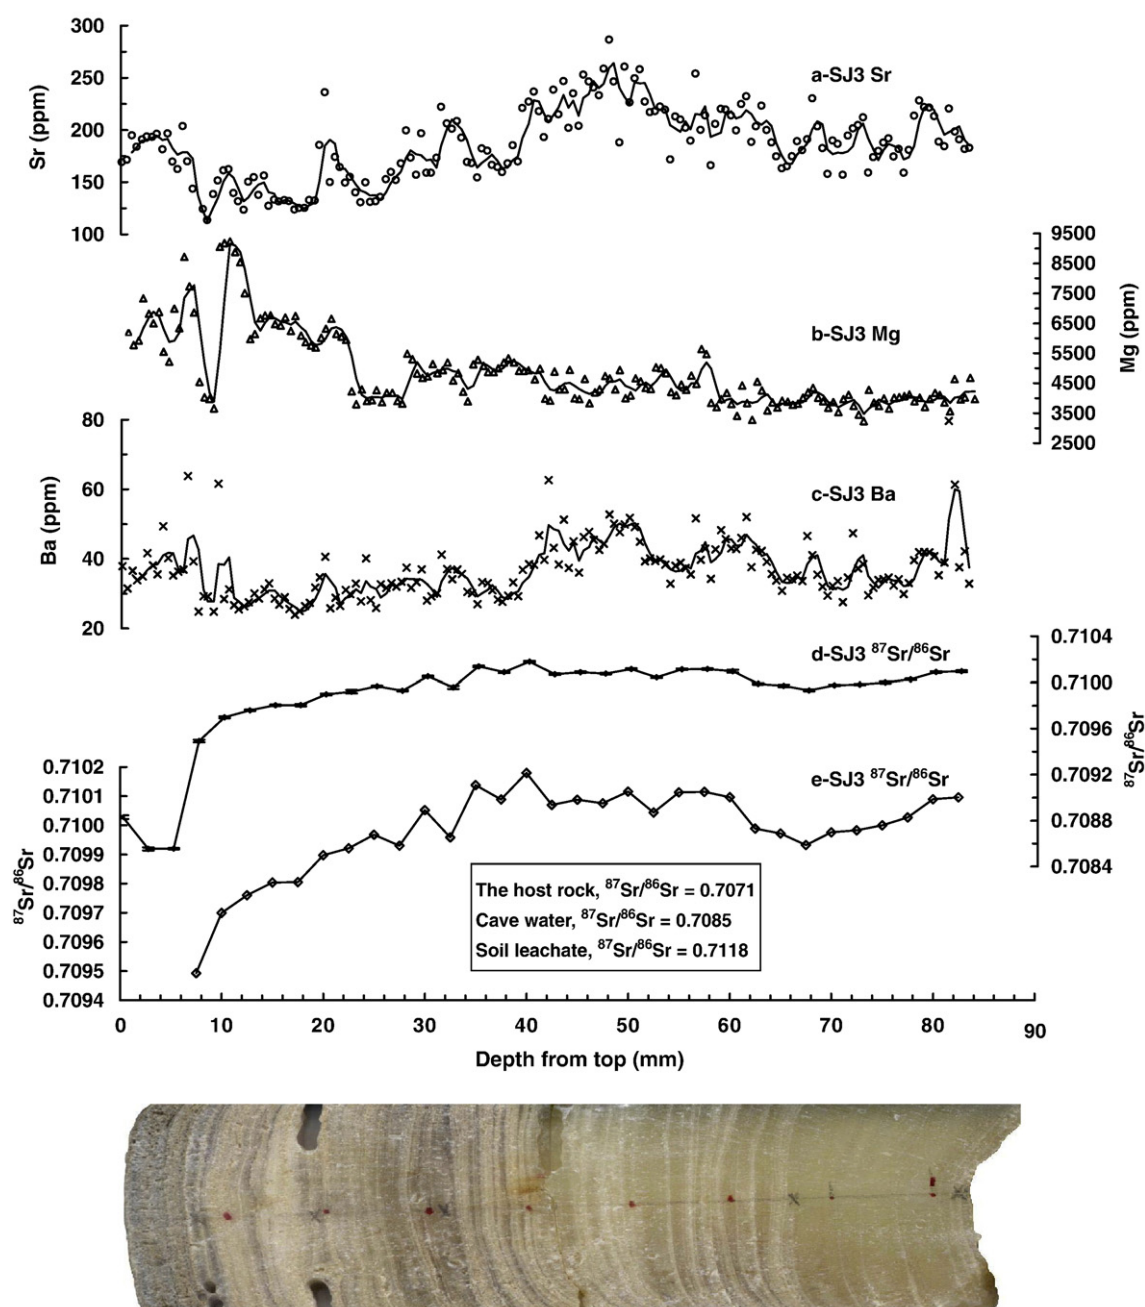 300
250
200
150
100
Sr (ppm)
a-SJ3 Sr
9500
8500
7500
6500
5500
4500
3500
2500
Mg (ppm)
b-SJ3 Mg
80
60
40
20
Ba (ppm)
c-SJ3 Ba
0.7104
0.7100
0.7096
0.7092
0.7088
0.7084
⁸⁷Sr/⁸⁶Sr
d-SJ3 ⁸⁷Sr/⁸⁶Sr
0.7102
0.7101
0.7100
0.7099
0.7098
0.7097
0.7096
0.7095
0.7094
⁸⁷Sr/⁸⁶Sr
e-SJ3 ⁸⁷Sr/⁸⁶Sr
The host rock, ⁸⁷Sr/⁸⁶Sr = 0.7071
Cave water, ⁸⁷Sr/⁸⁶Sr = 0.7085
Soil leachate, ⁸⁷Sr/⁸⁶Sr = 0.7118
0 10 20 30 40 50 60 70 80 90
Depth from top (mm)